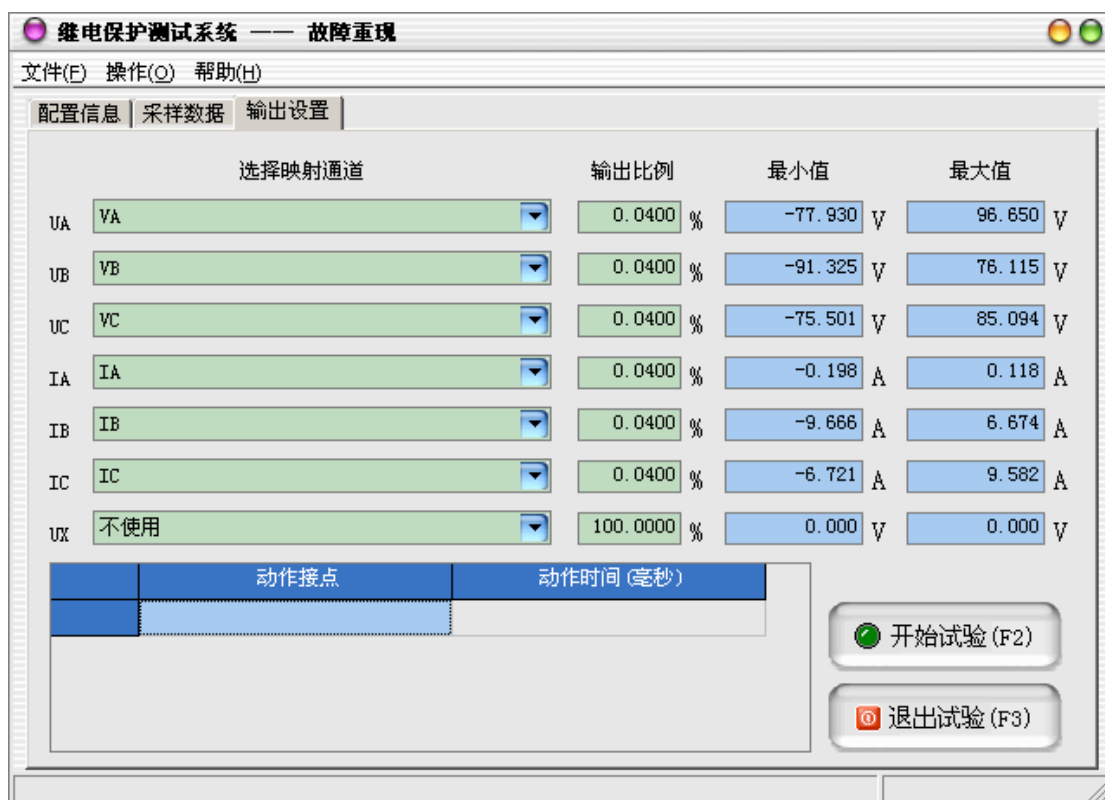 继电保护测试系统 —— 故障重现
文件(F) 操作(O) 帮助(H)
配置信息 采样数据 输出设置
选择映射通道 输出比例 最小值 最大值
UA VA 0.0400 % -77.930 V 96.650 V
UB VB 0.0400 % -91.325 V 76.115 V
UC VC 0.0400 % -75.501 V 85.094 V
IA IA 0.0400 % -0.198 A 0.118 A
IB IB 0.0400 % -9.666 A 6.674 A
IC IC 0.0400 % -6.721 A 9.582 A
UX 不使用 100.0000 % 0.000 V 0.000 V
动作接点 动作时间(毫秒)
开始试验(F2)
退出试验(F3)